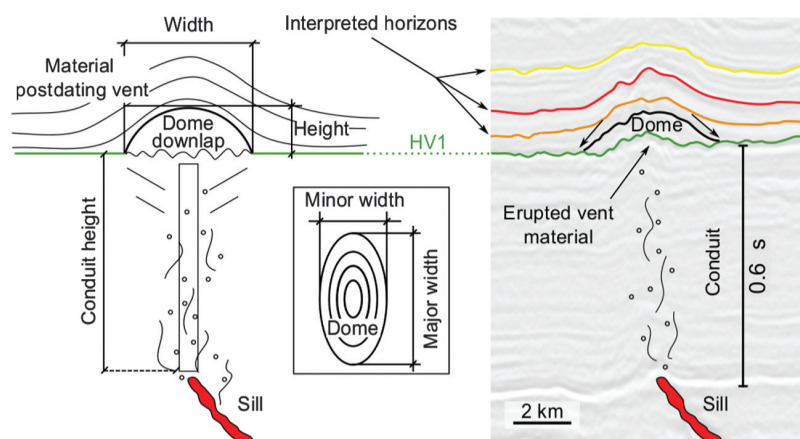 Width
Material
postdating vent
Dome
downlap
Height
HV1
Conduit height
Minor width
Major width
Dome
Sill
Interpreted horizons
Dome
Erupted vent
material
Conduit
0.6 s
2 km
Sill